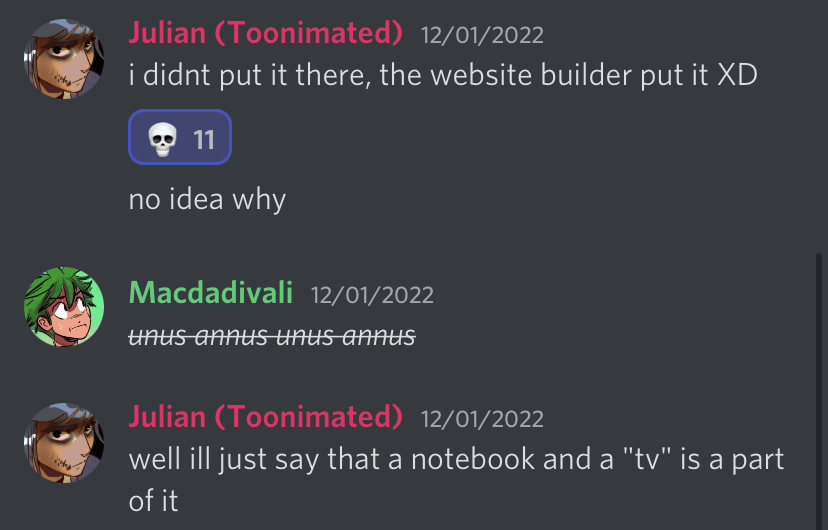 Julian (Toonimated) 12/01/2022
i didnt put it there, the website builder put it XD
11
no idea why
Macdadivali 12/01/2022
unus annus unus annus
Julian (Toonimated) 12/01/2022
well ill just say that a notebook and a "tv" is a part
of it